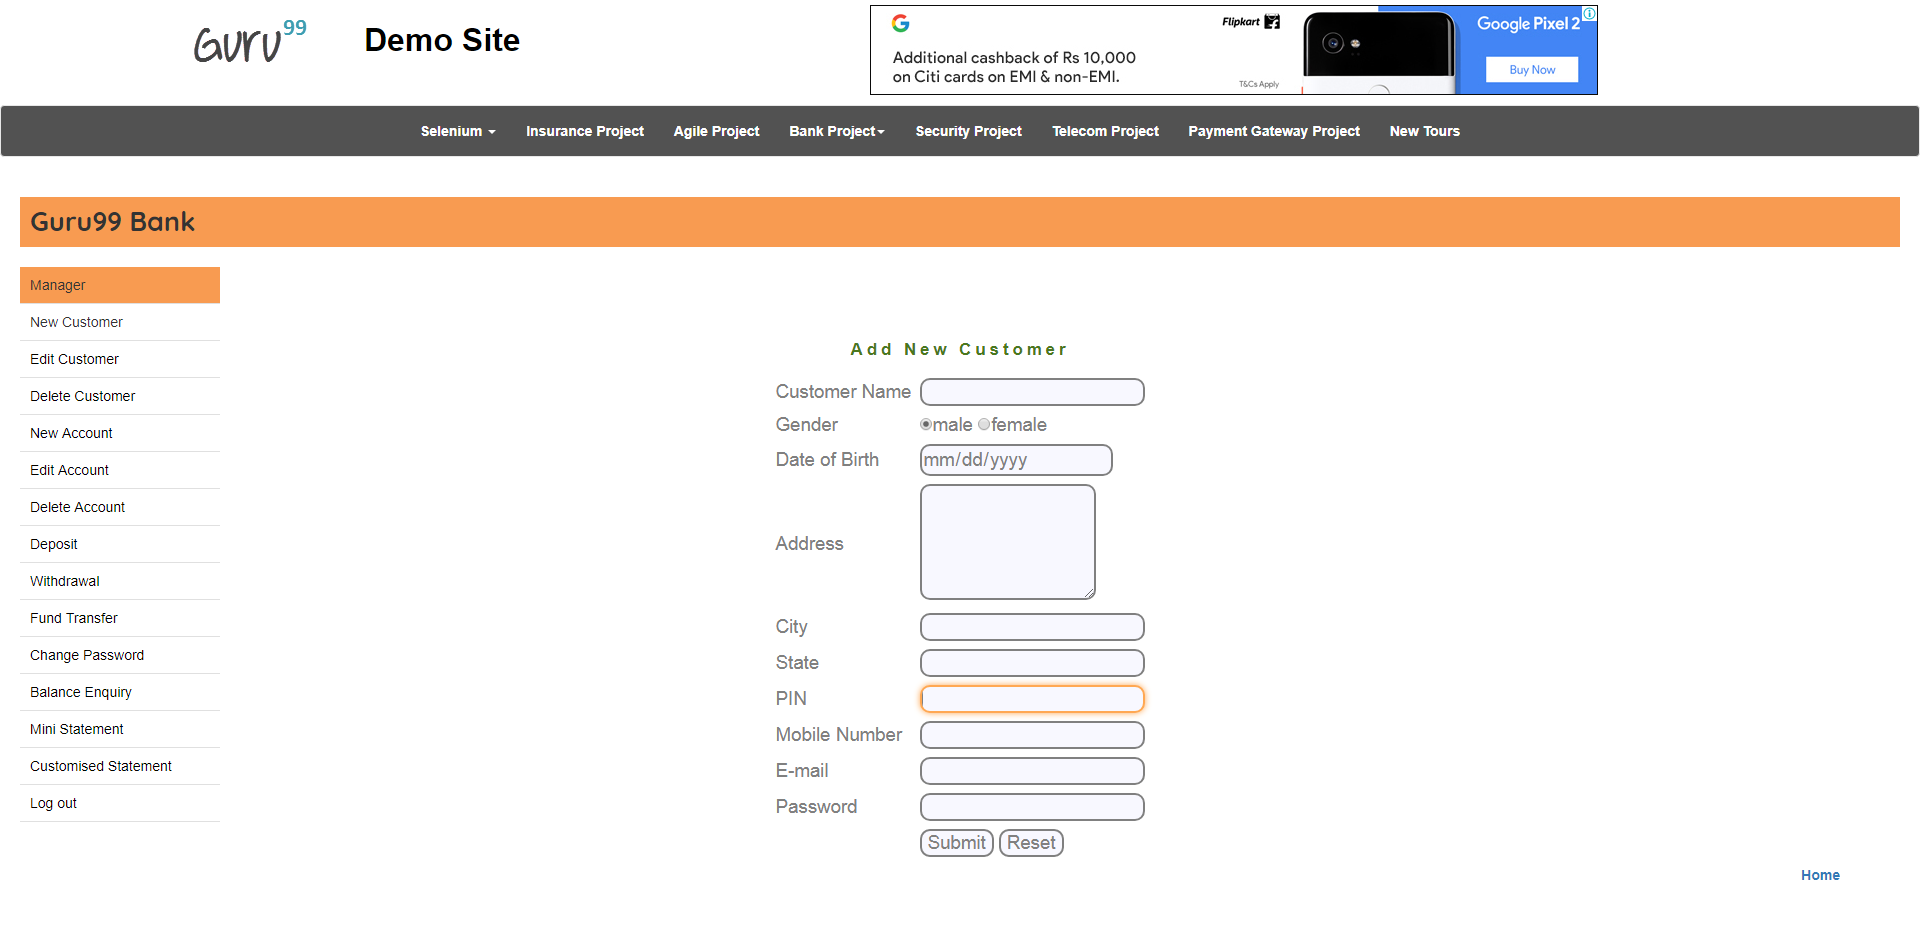 Guru99
Demo Site
Additional cashback of Rs 10,000
on Citi cards on EMI & non-EMI.
Flipkart
T&Cs Apply
Google Pixel 2
Buy Now
Selenium
Insurance Project
Agile Project
Bank Project
Security Project
Telecom Project
Payment Gateway Project
New Tours
Guru99 Bank
Manager
New Customer
Edit Customer
Delete Customer
New Account
Edit Account
Delete Account
Deposit
Withdrawal
Fund Transfer
Change Password
Balance Enquiry
Mini Statement
Customised Statement
Log out
Add New Customer
Customer Name
Gender male female
Date of Birth mm/dd/yyyy
Address
City
State
PIN
Mobile Number
E-mail
Password
Submit Reset
Home